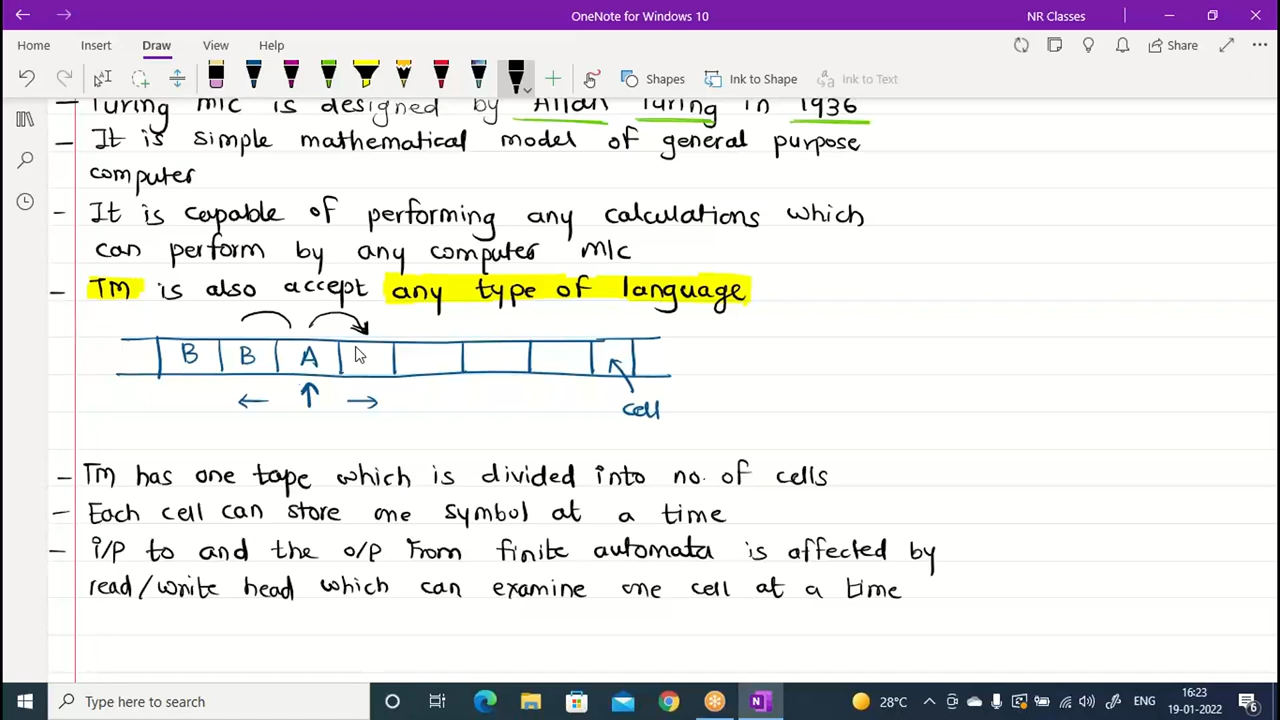 OneNote for Windows 10
NR Classes
Home Insert Draw View Help
Share
Shapes
Ink to Shape
Ink to Text
– Turing M/C is designed by Allan Turing in 1936
– It is simple mathematical model of general purpose
computer
- It is capable of performing any calculations which
can perform by any computer M/C
- TM is also accept any type of language
B B A
cell
- TM has one tape which is divided into no. of cells
- Each cell can store one symbol at a time
- i/p to and the o/p from finite automata is affected by
read/write head which can examine one cell at a time
Type here to search
28°C
ENG
16:23
19-01-2022
6